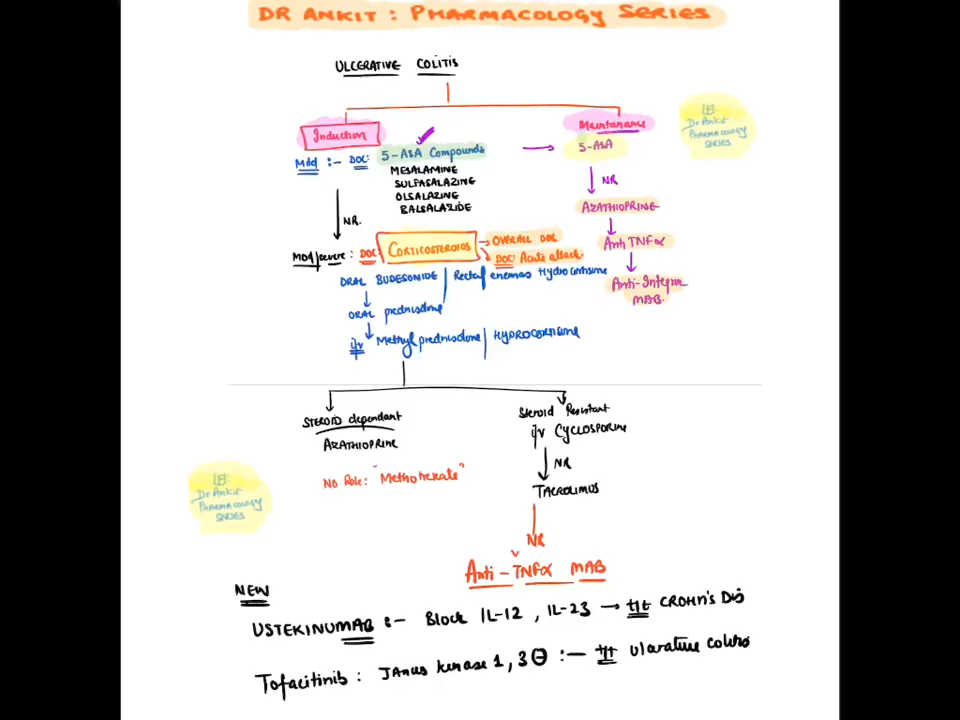 DR ANKIT : PHARMACOLOGY SERIES
ULCERATIVE COLITIS
Induction
Maintanance
Dr Ankit
PHARMACOLOGY
SERIES
Mild :- DOC: 5-ASA Compounds
MESALAMINE
SULFASALAZINE
OLSALAZINE
BALSALAZIDE
5-ASA
NR
AZATHIOPRINE
Anti TNFα
Anti-Integrin
MAB.
NR.
Mod/severe : DOC: CORTICOSTEROIDS
OVERALL DOC
DOC: Acute attack.
ORAL BUDESONIDE | Rectal enemas Hydrocortisone
ORAL prednisolone
i/v Methyl prednisolone | HYDROCORTISONE
STEROID dependant
AZATHIOPRINE
No Role: "Methotrexate"
Steroid Resistant
i/v CYCLOSPORINE
NR
TACROLIMUS
NR
Anti-TNFα MAB
Dr Ankit
PHARMACOLOGY
SERIES
NEW
USTEKINUMAB :- Block IL-12, IL-23 → ttt CROHN'S Dis
Tofacitinib : JAnus kinase 1, 3 ⊖ :- ttt ulcerative colitis